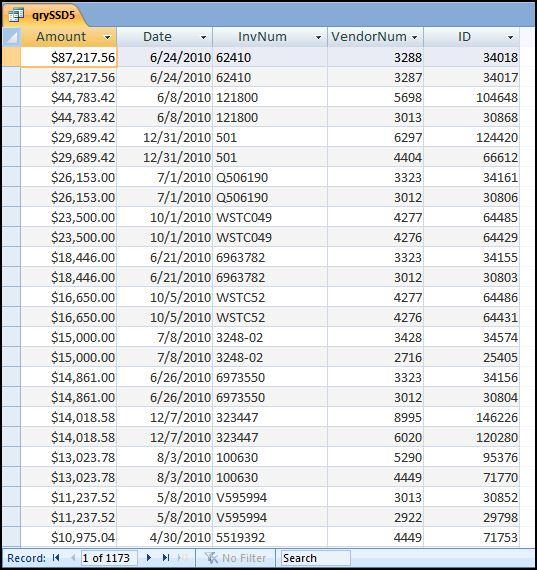 qrySSD5
Amount Date InvNum VendorNum ID
$87,217.56 6/24/2010 62410 3288 34018
$87,217.56 6/24/2010 62410 3287 34017
$44,783.42 6/8/2010 121800 5698 104648
$44,783.42 6/8/2010 121800 3013 30868
$29,689.42 12/31/2010 501 6297 124420
$29,689.42 12/31/2010 501 4404 66612
$26,153.00 7/1/2010 Q506190 3323 34161
$26,153.00 7/1/2010 Q506190 3012 30806
$23,500.00 10/1/2010 WSTC049 4277 64485
$23,500.00 10/1/2010 WSTC049 4276 64429
$18,446.00 6/21/2010 6963782 3323 34155
$18,446.00 6/21/2010 6963782 3012 30803
$16,650.00 10/5/2010 WSTC52 4277 64486
$16,650.00 10/5/2010 WSTC52 4276 64431
$15,000.00 7/8/2010 3248-02 3428 34574
$15,000.00 7/8/2010 3248-02 2716 25405
$14,861.00 6/26/2010 6973550 3323 34156
$14,861.00 6/26/2010 6973550 3012 30804
$14,018.58 12/7/2010 323447 8995 146226
$14,018.58 12/7/2010 323447 6020 120280
$13,023.78 8/3/2010 100630 5290 95376
$13,023.78 8/3/2010 100630 4449 71770
$11,237.52 5/8/2010 V595994 3013 30852
$11,237.52 5/8/2010 V595994 2922 29798
$10,975.04 4/30/2010 5519392 4449 71753
Record: 1 of 1173 No Filter Search